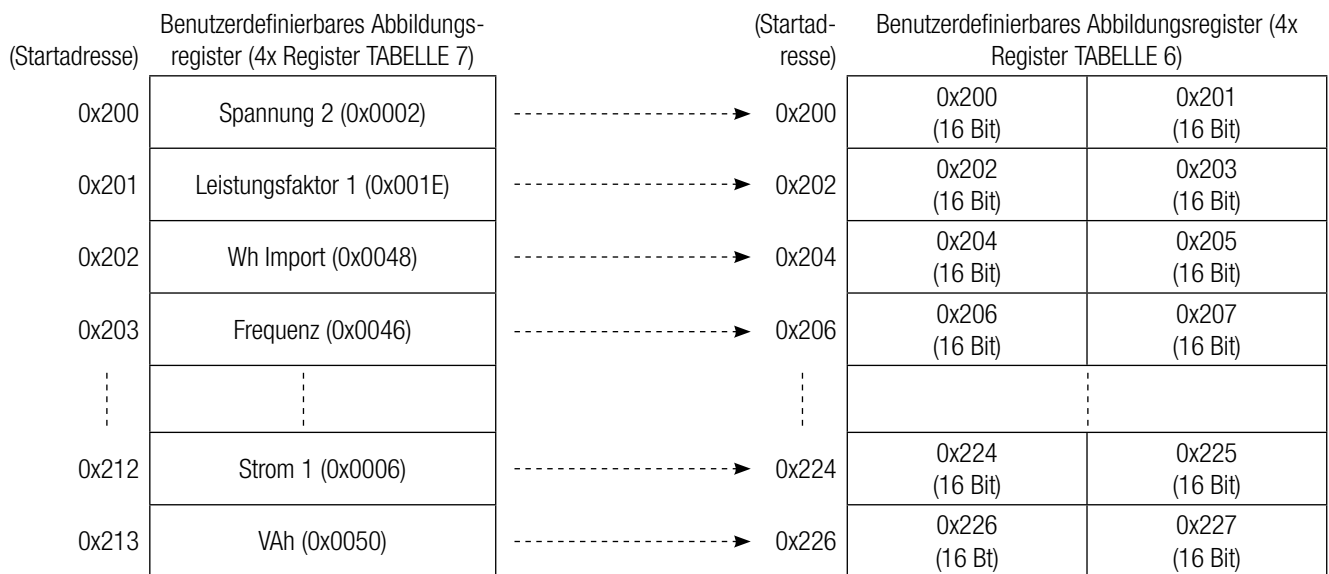 (Startadresse)
Benutzerdefinierbares Abbildungs-
register (4x Register TABELLE 7)
(Startad-
resse)
Benutzerdefinierbares Abbildungsregister (4x
Register TABELLE 6)
0x200
Spannung 2 (0x0002)
0x200
0x200
(16 Bit)
0x201
(16 Bit)
0x201
Leistungsfaktor 1 (0x001E)
0x202
0x202
(16 Bit)
0x203
(16 Bit)
0x202
Wh Import (0x0048)
0x204
0x204
(16 Bit)
0x205
(16 Bit)
0x203
Frequenz (0x0046)
0x206
0x206
(16 Bit)
0x207
(16 Bit)
0x212
Strom 1 (0x0006)
0x224
0x224
(16 Bit)
0x225
(16 Bit)
0x213
VAh (0x0050)
0x226
0x226
(16 Bt)
0x227
(16 Bit)